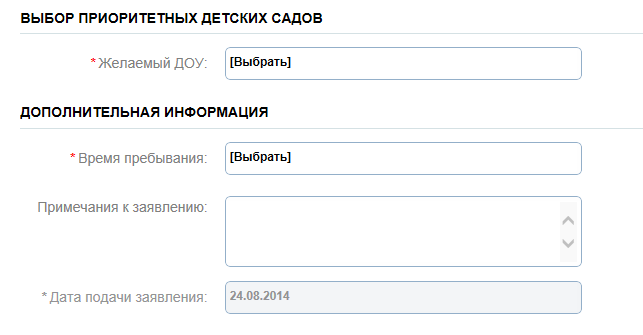 ВЫБОР ПРИОРИТЕТНЫХ ДЕТСКИХ САДОВ
* Желаемый ДОУ: [Выбрать]
ДОПОЛНИТЕЛЬНАЯ ИНФОРМАЦИЯ
* Время пребывания: [Выбрать]
Примечания к заявлению:
* Дата подачи заявления: 24.08.2014